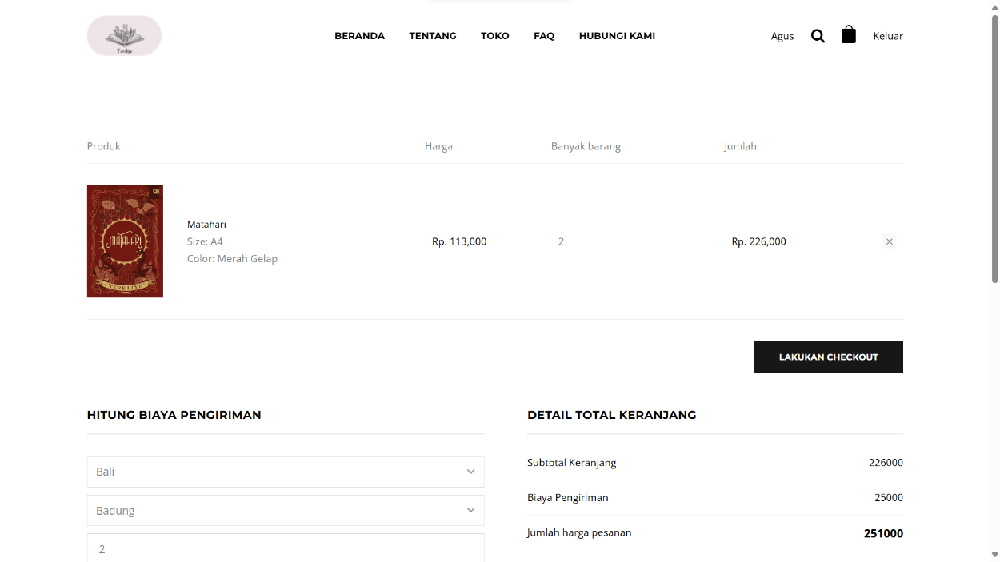 Tereliye
BERANDA TENTANG TOKO FAQ HUBUNGI KAMI Agus Keluar
Produk Harga Banyak barang Jumlah
MATAHARI
TERE LIYE
Matahari
Size: A4
Color: Merah Gelap
Rp. 113,000 2 Rp. 226,000
LAKUKAN CHECKOUT
HITUNG BIAYA PENGIRIMAN
Bali
Badung
2
DETAIL TOTAL KERANJANG
Subtotal Keranjang 226000
Biaya Pengiriman 25000
Jumlah harga pesanan 251000